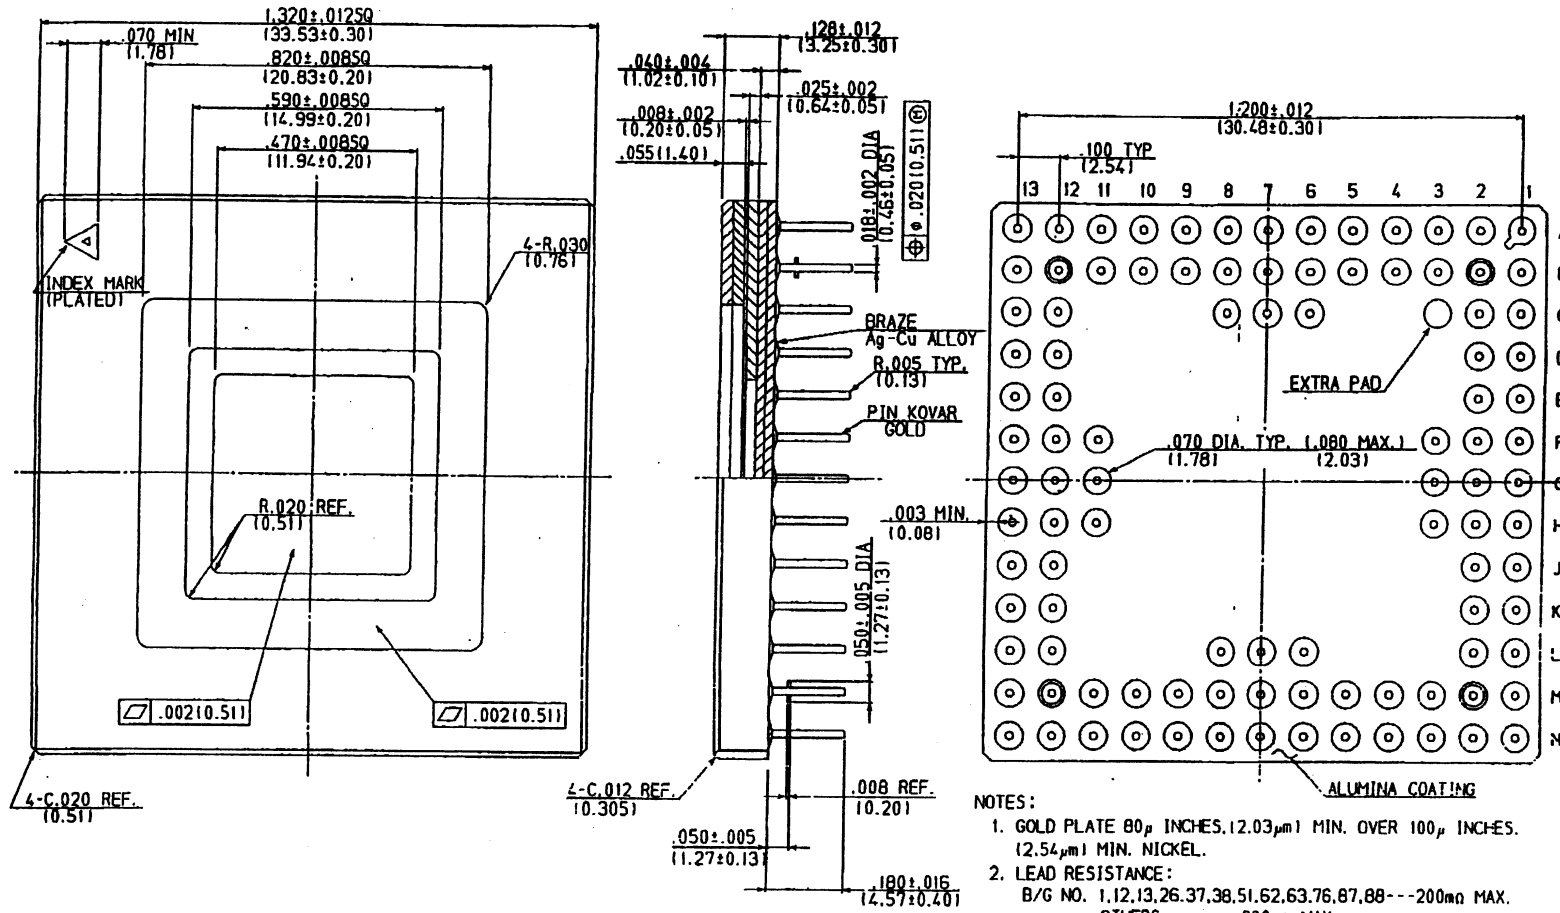 1.320±.012SQ
(33.53±0.30)
.070 MIN
(1.78)
.820±.008SQ
(20.83±0.20)
.590±.008SQ
(14.99±0.20)
.470±.008SQ
(11.94±0.20)
4-R.030
(0.76)
INDEX MARK
(PLATED)
R.020 REF.
(0.51)
.002(0.51)
.002(0.51)
4-C.020 REF.
(0.51)
.128±.012
(3.25±0.30)
.040±.004
(1.02±0.10)
.025±.002
(0.64±0.05)
.008±.002
(0.20±0.05)
.055(1.40)
.018±.002 DIA
(0.46±0.05)
⌖ ⌀.020(0.51) Ⓜ
BRAZE
Ag-Cu ALLOY
R.005 TYP.
(0.13)
PIN KOVAR
GOLD
.050±.005 DIA
(1.27±0.13)
4-C.012 REF.
(0.305)
.008 REF.
(0.20)
.050±.005
(1.27±0.13)
.180±.016
(4.57±0.40)
1.200±.012
(30.48±0.30)
.100 TYP
(2.54)
13 12 11 10 9 8 7 6 5 4 3 2 1
EXTRA PAD
F
.070 DIA. TYP. (.080 MAX.)
(1.78) (2.03)
.003 MIN.
(0.08)
H
J
K
L
M
N
ALUMINA COATING
NOTES:
1. GOLD PLATE 80μ INCHES,(2.03μm) MIN. OVER 100μ INCHES.
(2.54μm) MIN. NICKEL.
2. LEAD RESISTANCE:
B/G NO. 1,12,13,26,37,38,51,62,63,76,87,88---200mΩ MAX.